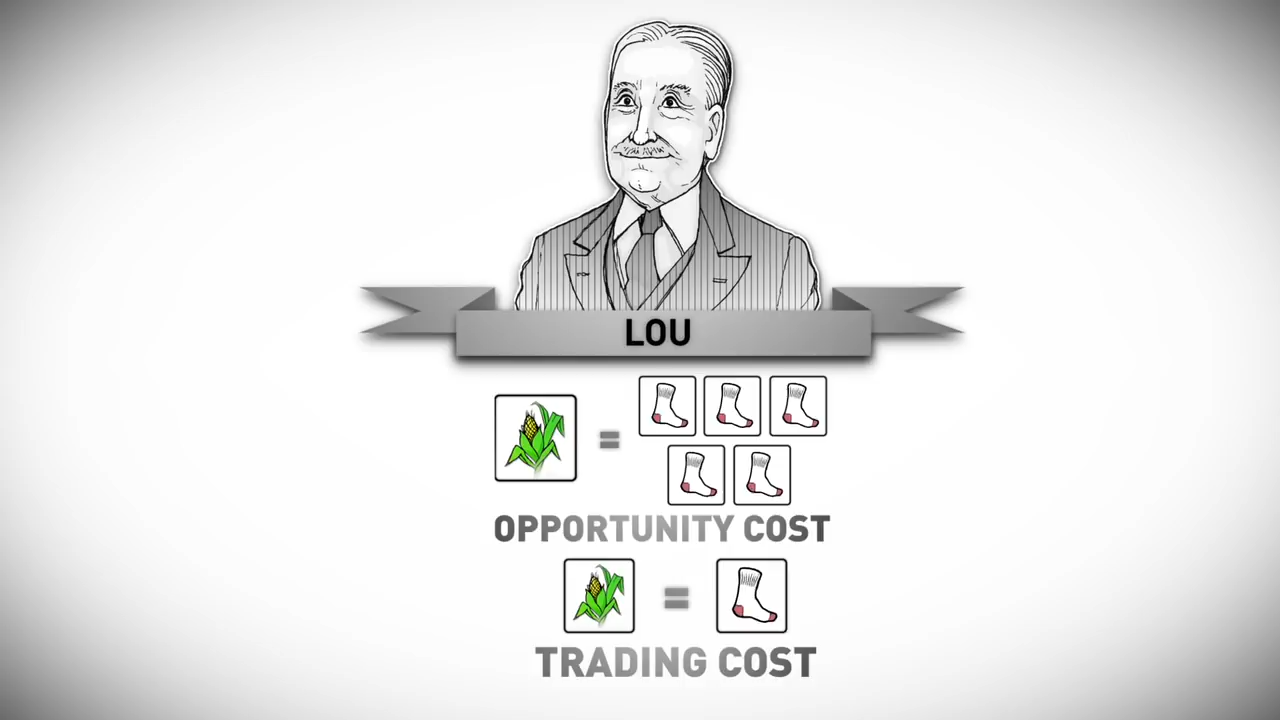 LOU
=
OPPORTUNITY COST
=
TRADING COST